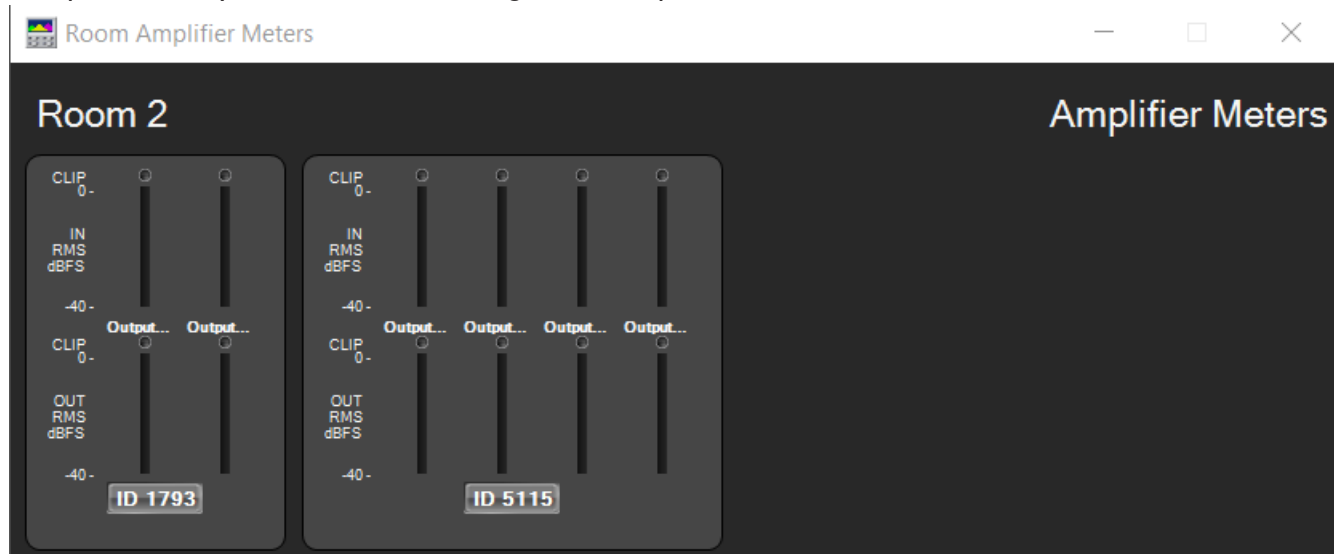 Room Amplifier Meters
Room 2
Amplifier Meters
CLIP
0 -
IN
RMS
dBFS
-40 -
Output... Output...
CLIP
0 -
OUT
RMS
dBFS
-40 -
ID 1793
CLIP
0 -
IN
RMS
dBFS
-40 -
Output... Output... Output... Output...
CLIP
0 -
OUT
RMS
dBFS
-40 -
ID 5115